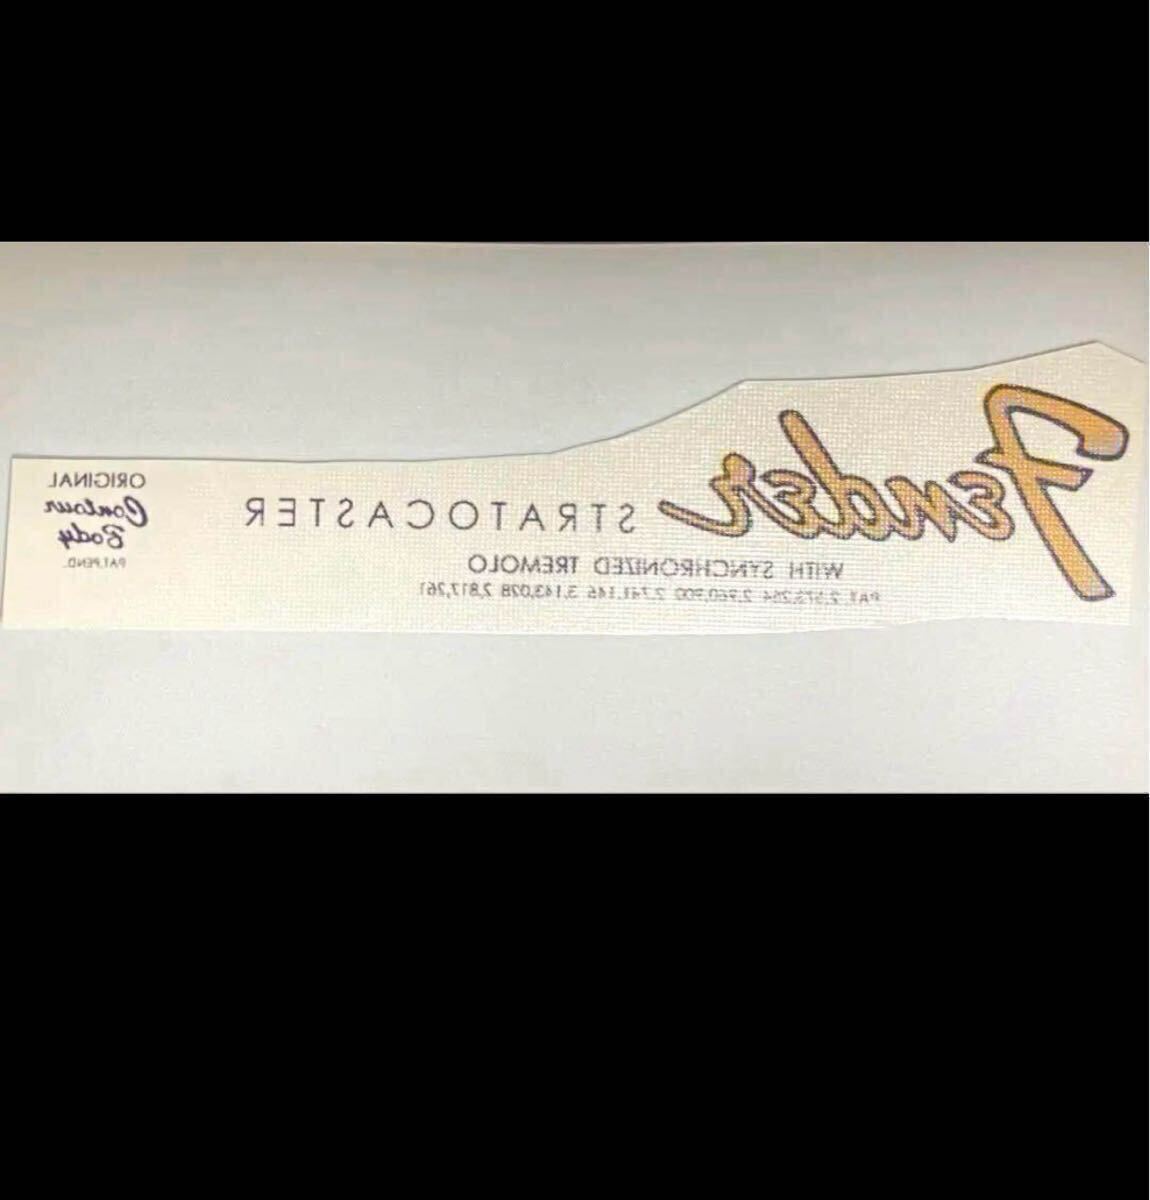 Fender
STRATOCASTER
WITH SYNCHRONIZED TREMOLO
PAT. 2,573,254 2,960,900 2,741,146 3,143,028 2,817,261
ORIGINAL
Contour
Body
PAT.PEND.